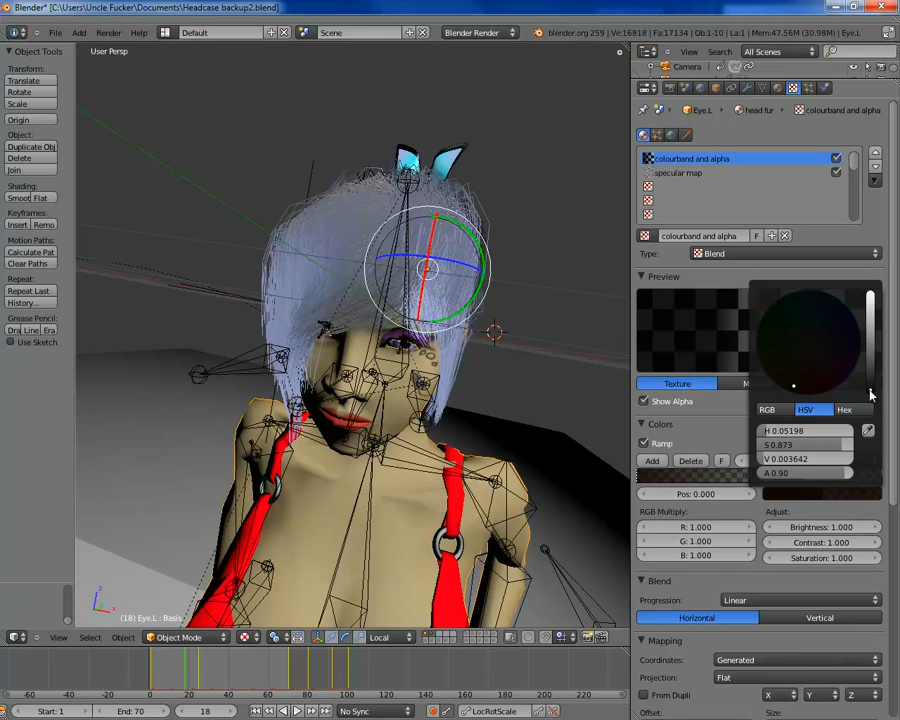 Blender* [C:\Users\Uncle Fucker\Documents\Headcase backup2.blend]
File Add Render Help Default Scene Blender Render blender.org 259 | Ve:16818 | Fa:17134 | Ob:1-10 | La:1 | Mem:47.56M (30.98M) | Eye.L
Object Tools
User Persp
View Search All Scenes
Camera
Transform:
Translate
Rotate
Scale
Origin
Object:
Duplicate Obj
Delete
Join
Shading:
Smoot Flat
Keyframes:
Insert Remo
Motion Paths:
Calculate Pat
Clear Paths
Repeat:
Repeat Last
History...
Grease Pencil:
Dra Line Era
Use Sketch
Eye.L head fur colourband and alpha
colourband and alpha
specular map
colourband and alpha F
Type: Blend
Preview
Texture M
Show Alpha
RGB HSV Hex
Colors
H 0.05198
Ramp
S 0.873
Add Delete F
V 0.003642
A 0.90
Pos: 0.000
RGB Multiply: Adjust:
R: 1.000 Brightness: 1.000
G: 1.000 Contrast: 1.000
B: 1.000 Saturation: 1.000
Blend
Progression: Linear
Horizontal Vertical
Mapping
Coordinates: Generated
Projection: Flat
From Dupli X Y Z
Offset: Size:
z
x
(18) Eye.L : Basis
View Select Object Object Mode Local
-60 -40 -20 0 20 40 60 80 100 120 140 160 180 200 220 240
Start: 1 End: 70 18 No Sync LocRotScale